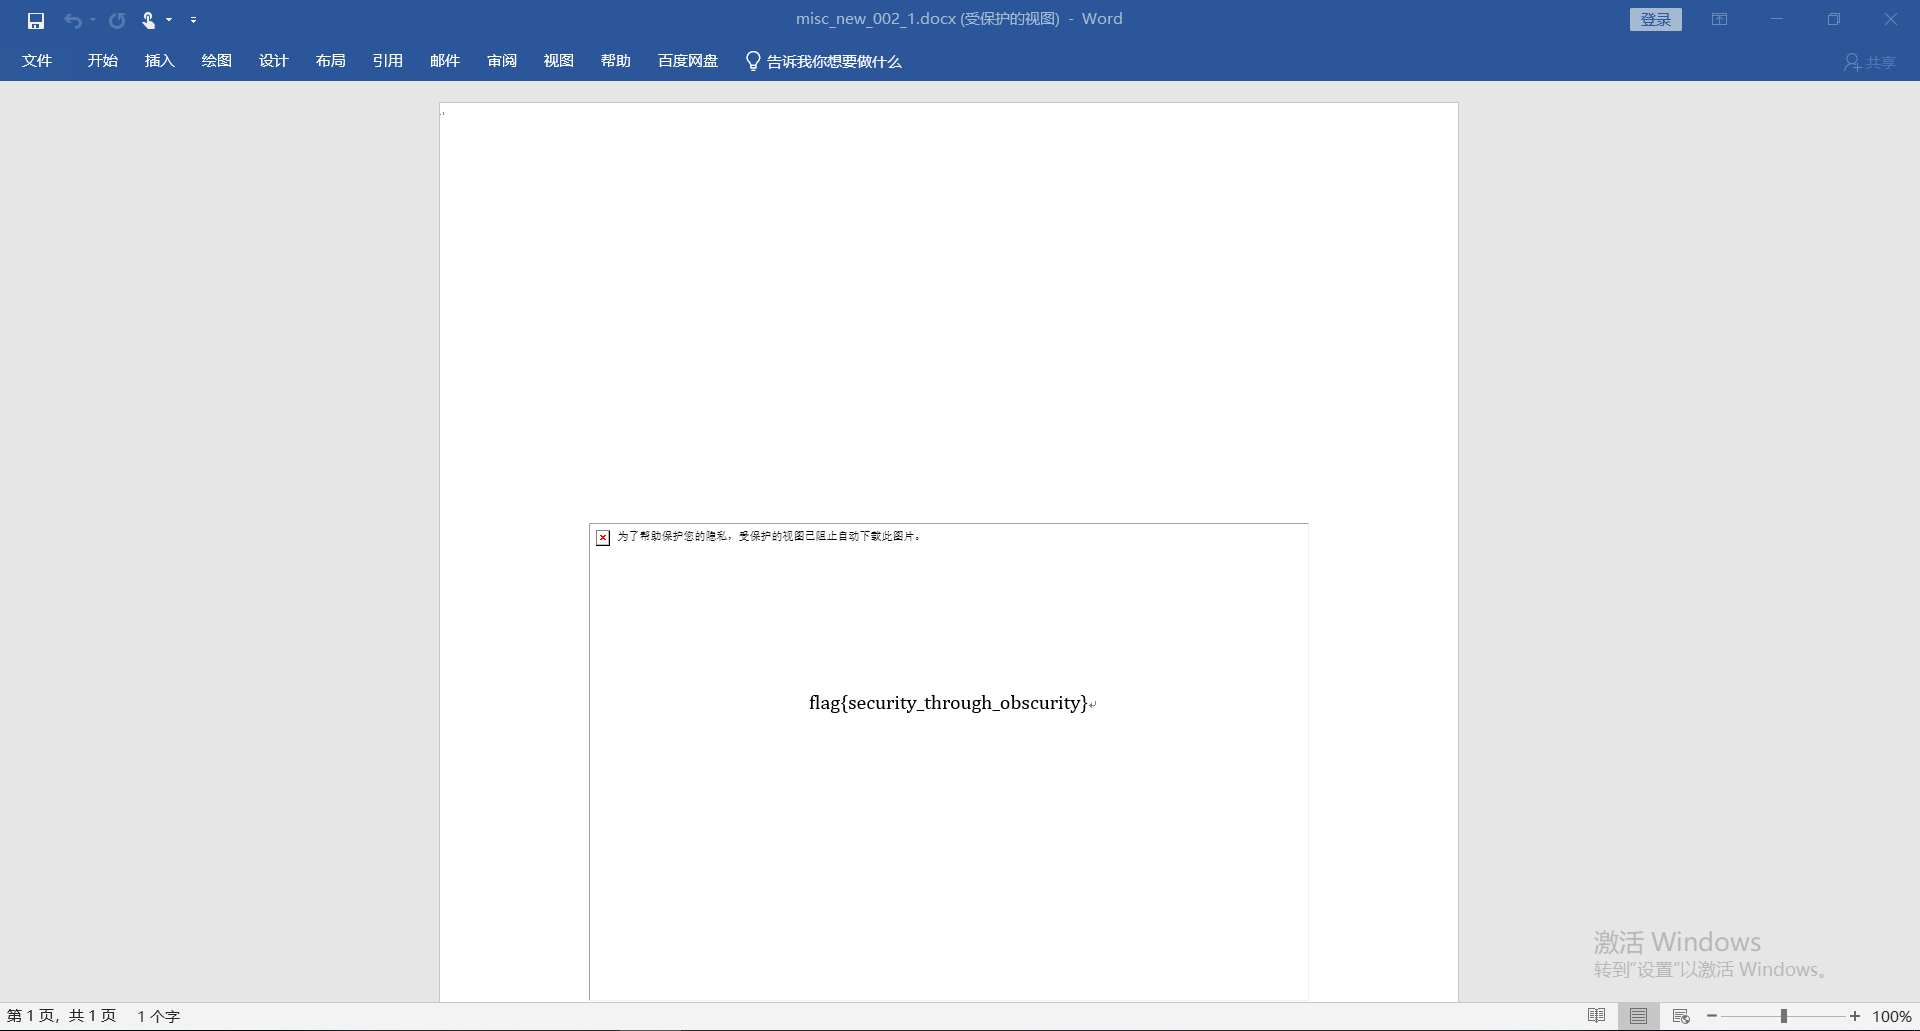 misc_new_002_1.docx (受保护的视图) - Word
登录
文件 开始 插入 绘图 设计 布局 引用 邮件 审阅 视图 帮助 百度网盘 告诉我你想要做什么
共享
为了帮助保护您的隐私，受保护的视图已阻止自动下载此图片。
flag{security_through_obscurity}
激活 Windows
转到“设置”以激活 Windows。
第 1 页，共 1 页 1 个字
100%